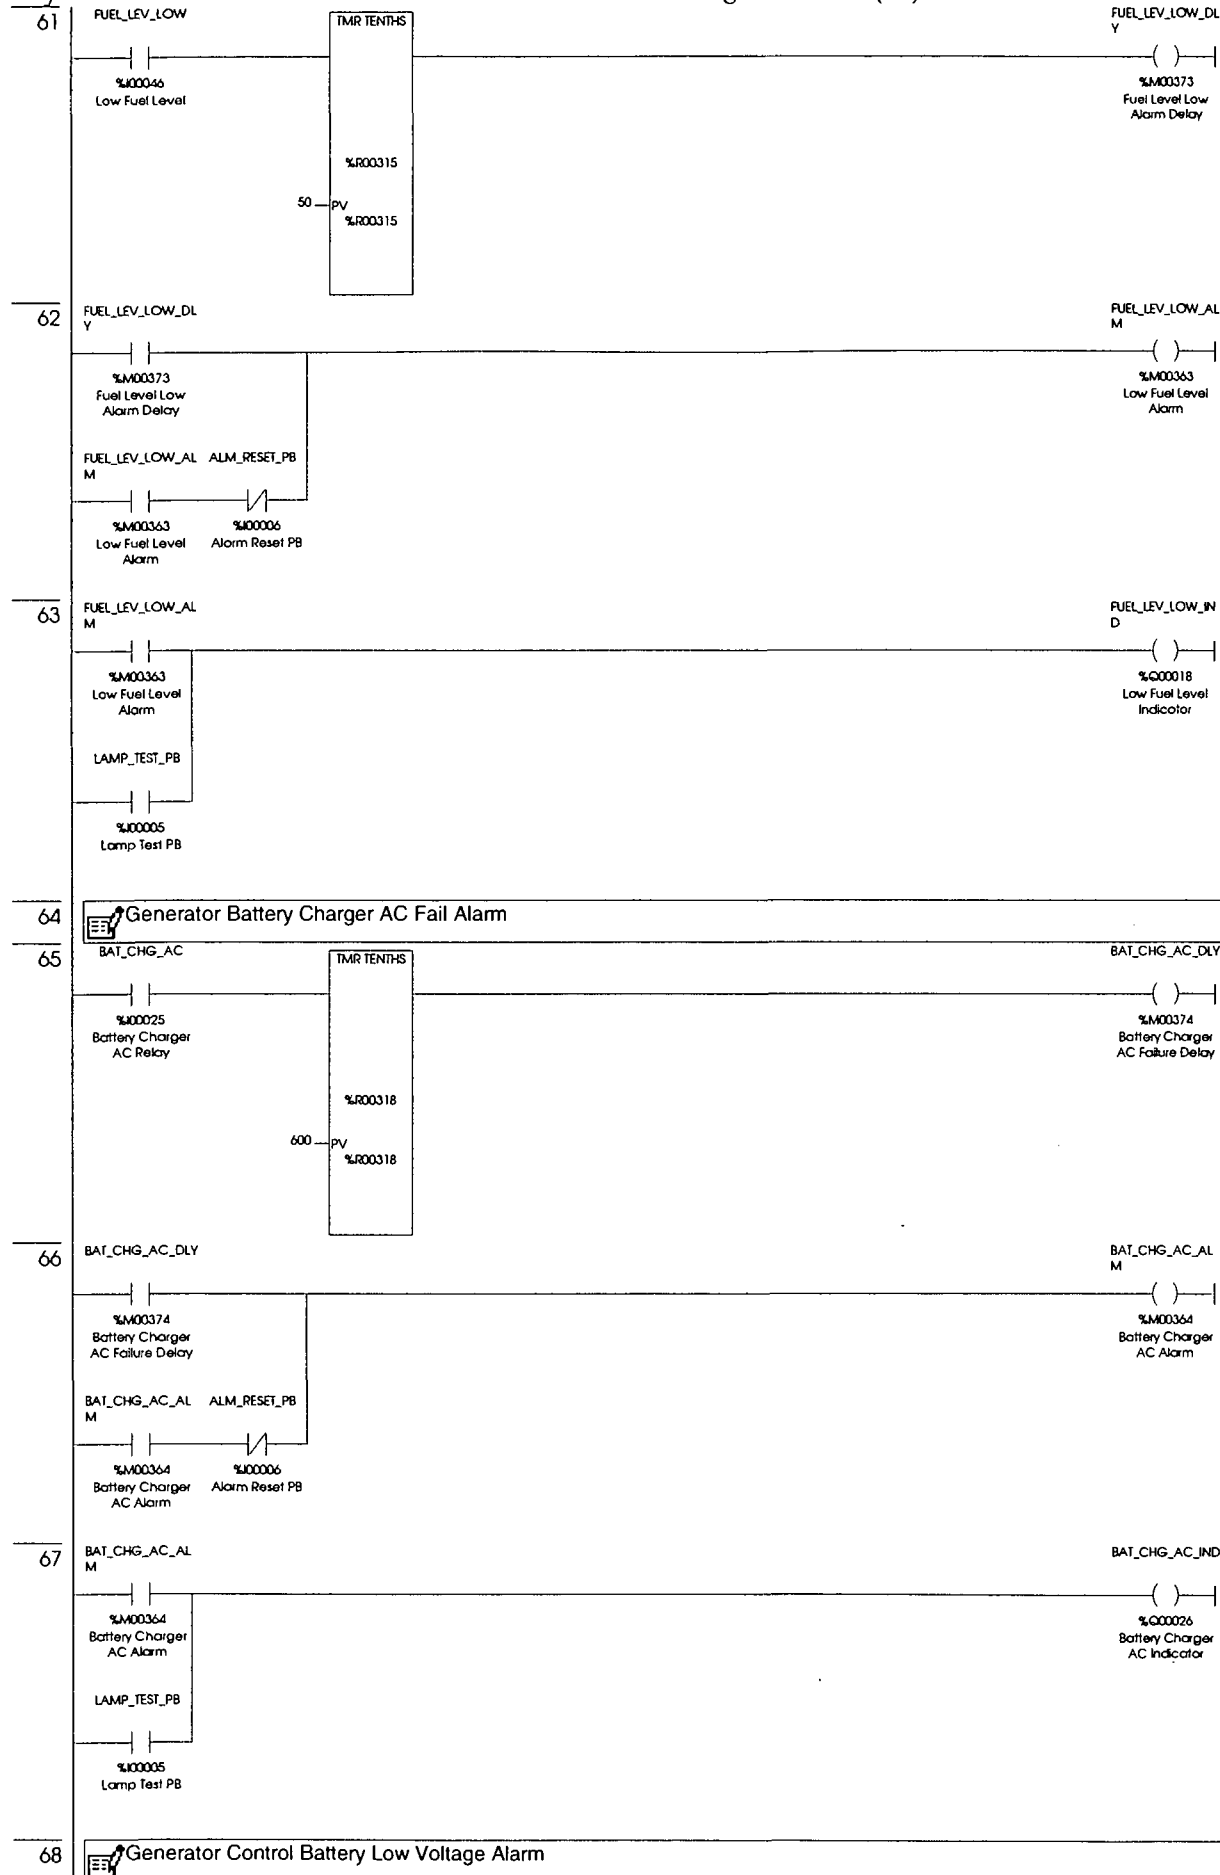 61
FUEL_LEV_LOW
TMR TENTHS
FUEL_LEV_LOW_DL
Y
%I00046
Low Fuel Level
%M00373
Fuel Level Low
Alarm Delay
%R00315
50
PV
%R00315
62
FUEL_LEV_LOW_DL
Y
FUEL_LEV_LOW_AL
M
%M00373
Fuel Level Low
Alarm Delay
%M00363
Low Fuel Level
Alarm
FUEL_LEV_LOW_AL
M
ALM_RESET_PB
%M00363
Low Fuel Level
Alarm
%I00006
Alarm Reset PB
63
FUEL_LEV_LOW_AL
M
FUEL_LEV_LOW_IN
D
%M00363
Low Fuel Level
Alarm
%Q00018
Low Fuel Level
Indicator
LAMP_TEST_PB
%I00005
Lamp Test PB
64
Generator Battery Charger AC Fail Alarm
65
BAT_CHG_AC
TMR TENTHS
BAT_CHG_AC_DLY
%I00025
Battery Charger
AC Relay
%M00374
Battery Charger
AC Failure Delay
%R00318
600
PV
%R00318
66
BAT_CHG_AC_DLY
BAT_CHG_AC_AL
M
%M00374
Battery Charger
AC Failure Delay
%M00364
Battery Charger
AC Alarm
BAT_CHG_AC_AL
M
ALM_RESET_PB
%M00364
Battery Charger
AC Alarm
%I00006
Alarm Reset PB
67
BAT_CHG_AC_AL
M
BAT_CHG_AC_IND
%M00364
Battery Charger
AC Alarm
%Q00026
Battery Charger
AC Indicator
LAMP_TEST_PB
%I00005
Lamp Test PB
68
Generator Control Battery Low Voltage Alarm